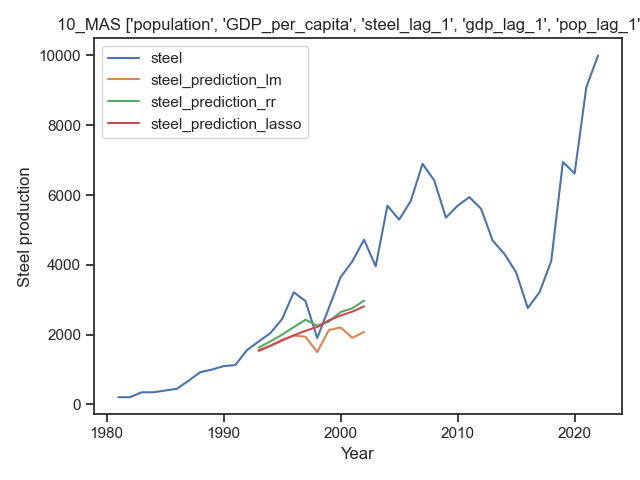 10_MAS ['population', 'GDP_per_capita', 'steel_lag_1', 'gdp_lag_1', 'pop_lag_1'
steel
steel_prediction_lm
steel_prediction_rr
steel_prediction_lasso
10000
8000
6000
4000
2000
0
Steel production
1980
1990
2000
2010
2020
Year